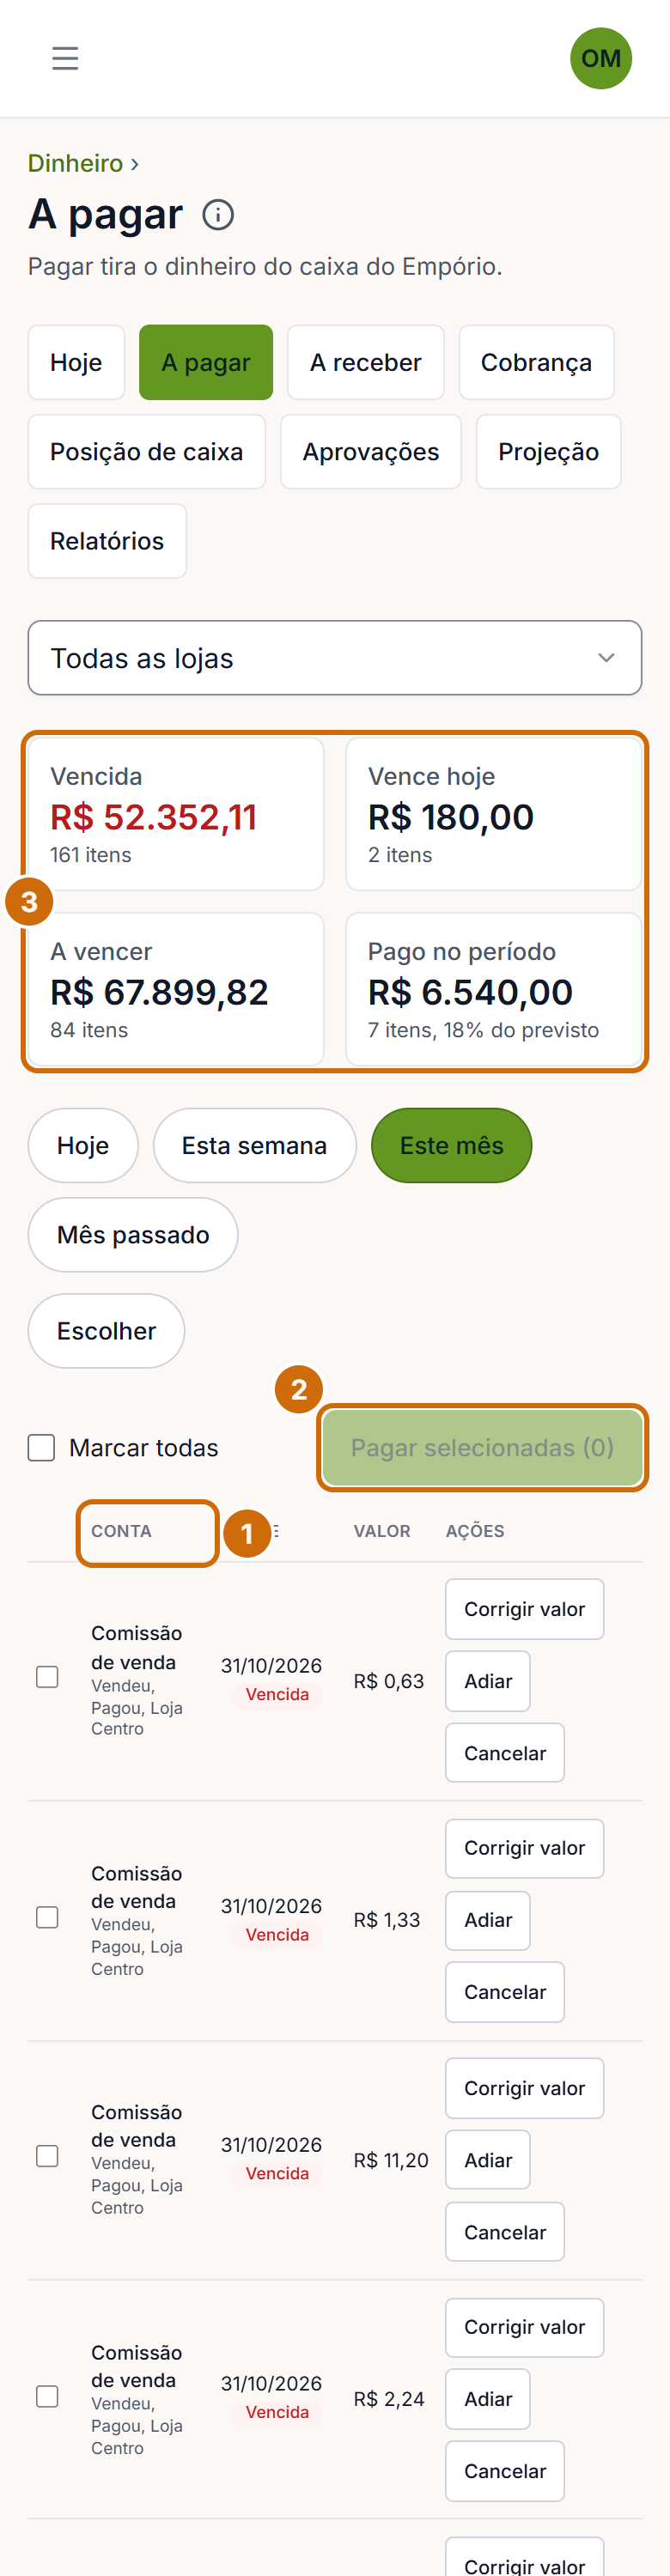 OM
Dinheiro ›
A pagar
Pagar tira o dinheiro do caixa do Empório.
Hoje
A pagar
A receber
Cobrança
Posição de caixa
Aprovações
Projeção
Relatórios
Todas as lojas
Vencida
R$ 52.352,11
161 itens
Vence hoje
R$ 180,00
2 itens
3
A vencer
R$ 67.899,82
84 itens
Pago no período
R$ 6.540,00
7 itens, 18% do previsto
Hoje
Esta semana
Este mês
Mês passado
Escolher
2
Marcar todas
Pagar selecionadas (0)
CONTA
1
VALOR
AÇÕES
Comissão
de venda
Vendeu,
Pagou, Loja
Centro
31/10/2026
Vencida
R$ 0,63
Corrigir valor
Adiar
Cancelar
Comissão
de venda
Vendeu,
Pagou, Loja
Centro
31/10/2026
Vencida
R$ 1,33
Corrigir valor
Adiar
Cancelar
Comissão
de venda
Vendeu,
Pagou, Loja
Centro
31/10/2026
Vencida
R$ 11,20
Corrigir valor
Adiar
Cancelar
Comissão
de venda
Vendeu,
Pagou, Loja
Centro
31/10/2026
Vencida
R$ 2,24
Corrigir valor
Adiar
Cancelar
Corrigir valor